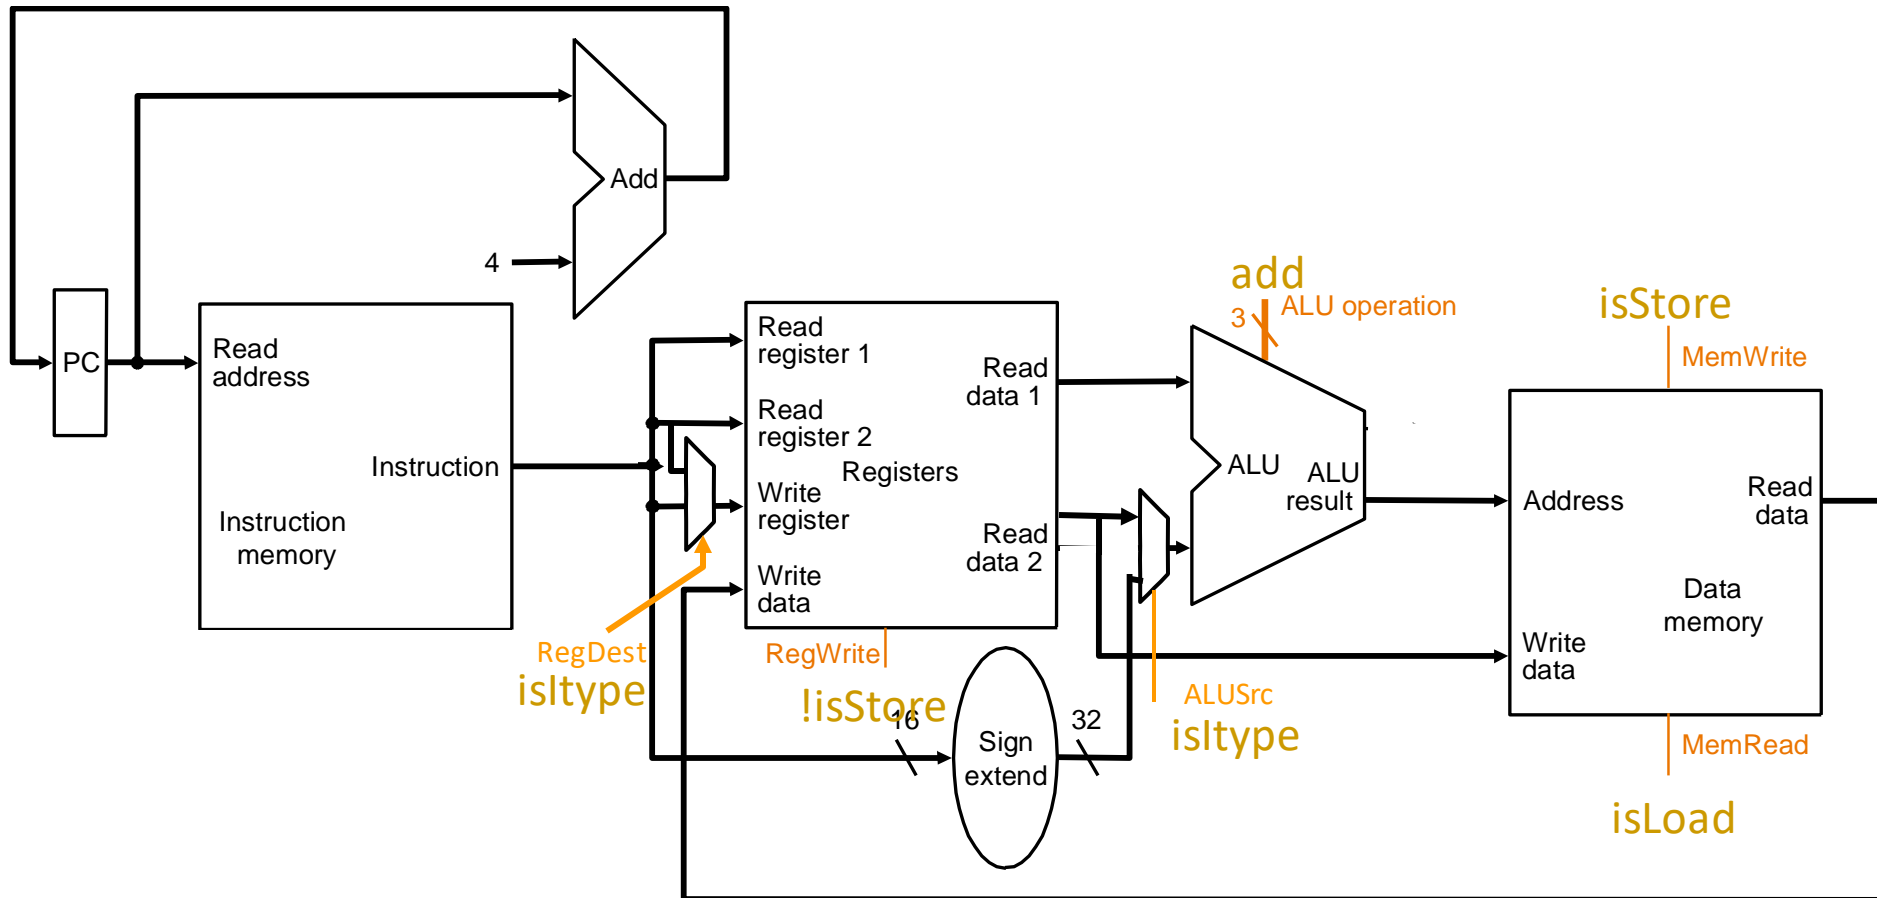 Add
4
add
3
ALU operation
isStore
MemWrite
PC
Read
address
Instruction
Instruction
memory
Read
register 1
Read
register 2
Registers
Write
register
Write
data
Read
data 1
Read
data 2
ALU
ALU
result
Address
Read
data
Data
memory
Write
data
RegDest
isItype
RegWrite
!isStore
16
Sign
extend
32
ALUSrc
isItype
MemRead
isLoad